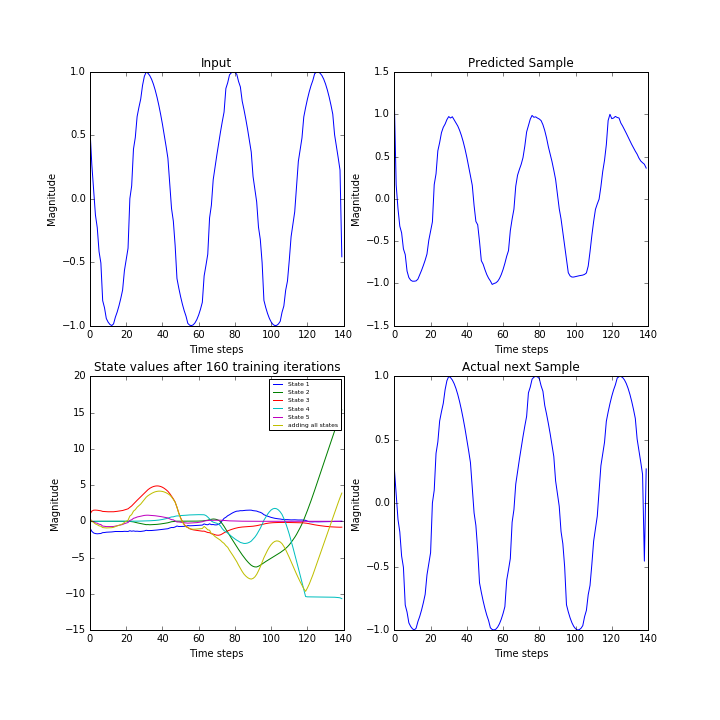 Input
Predicted Sample
1.0
0.5
0.0
−0.5
−1.0
Magnitude
0 20 40 60 80 100 120 140
Time steps
1.5
1.0
0.5
0.0
−0.5
−1.0
−1.5
Magnitude
0 20 40 60 80 100 120 140
Time steps
State values after 160 training iterations
Actual next Sample
20
15
10
5
0
−5
−10
−15
Magnitude
State 1
State 2
State 3
State 4
State 5
adding all states
0 20 40 60 80 100 120 140
Time steps
1.0
0.5
0.0
−0.5
−1.0
Magnitude
0 20 40 60 80 100 120 140
Time steps